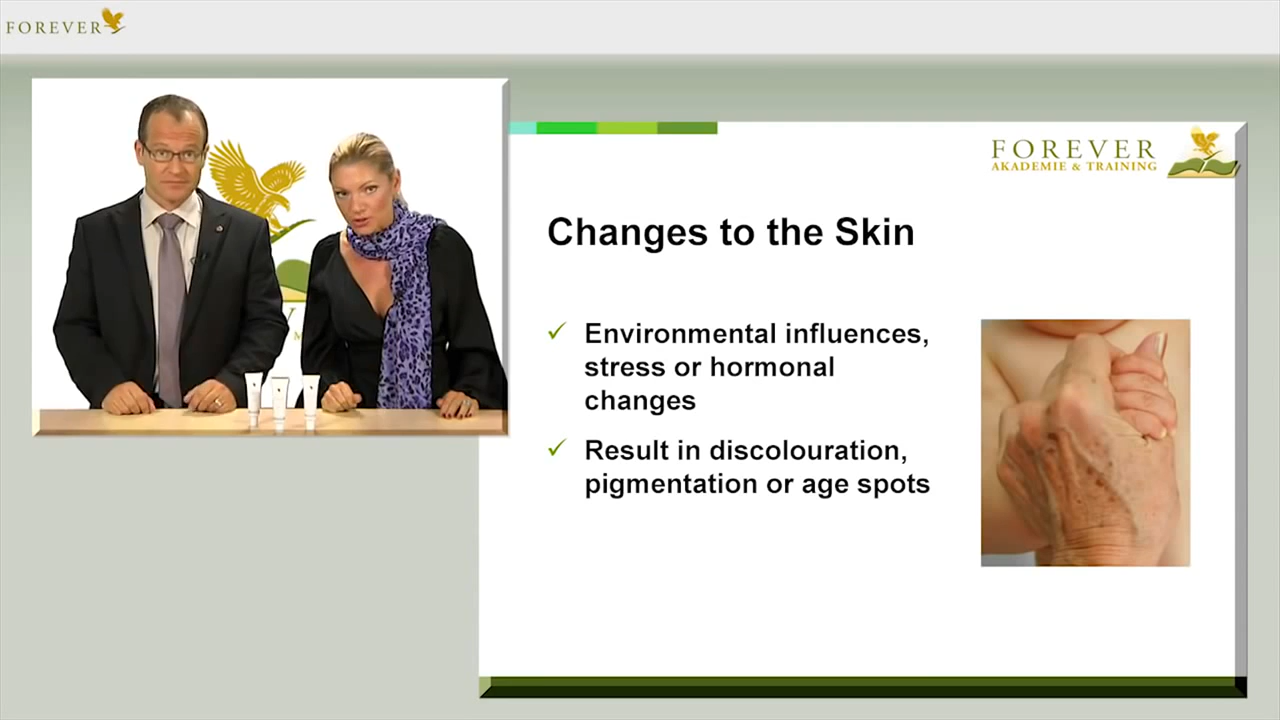 FOREVER
FOREVER
AKADEMIE & TRAINING
Changes to the Skin
Environmental influences,
stress or hormonal
changes
Result in discolouration,
pigmentation or age spots